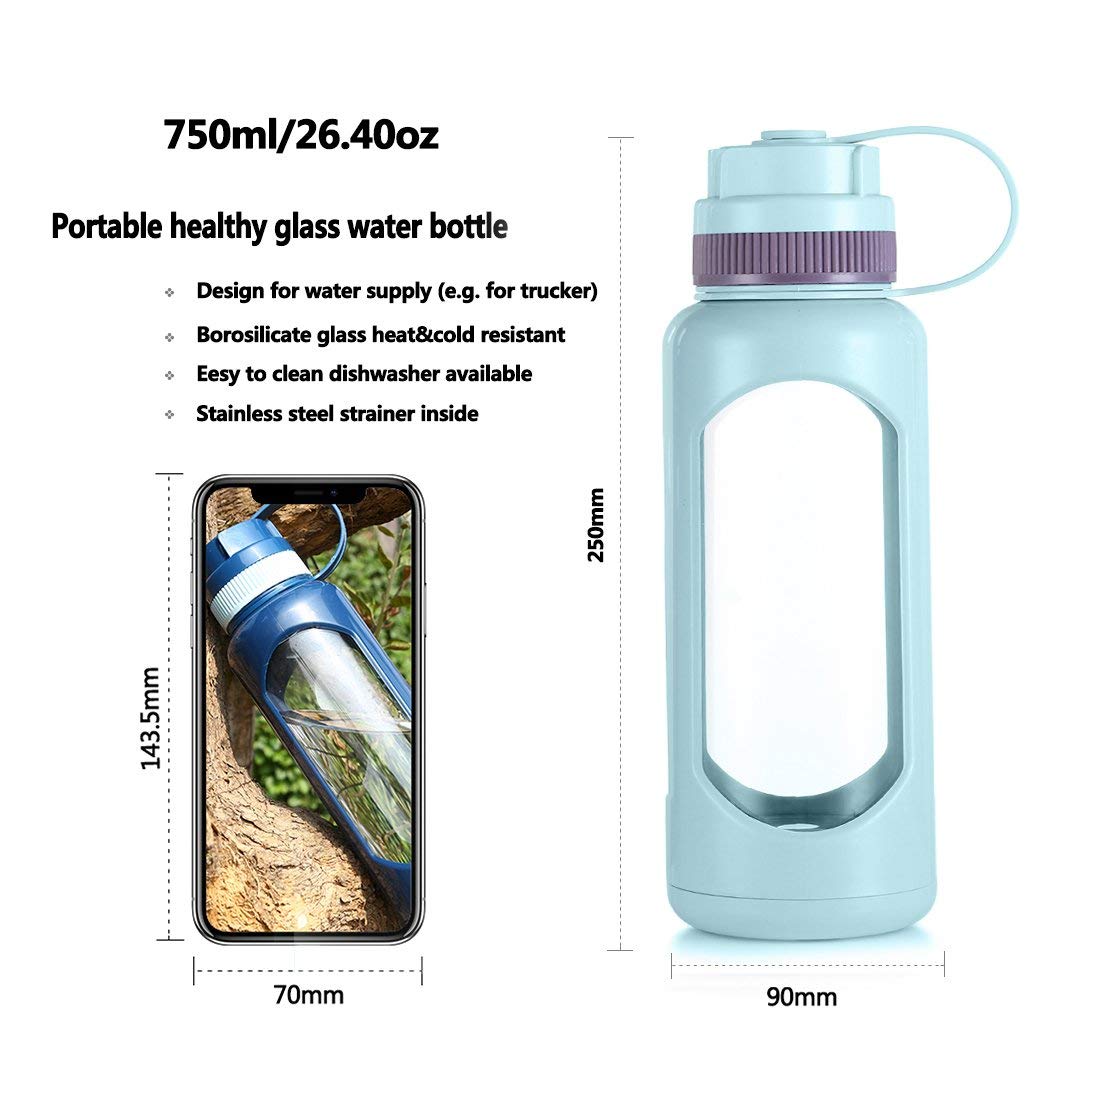 750ml/26.40oz
Portable healthy glass water bottle
Design for water supply (e.g. for trucker)
Borosilicate glass heat&cold resistant
Eesy to clean dishwasher available
Stainless steel strainer inside
250mm
143.5mm
70mm
90mm